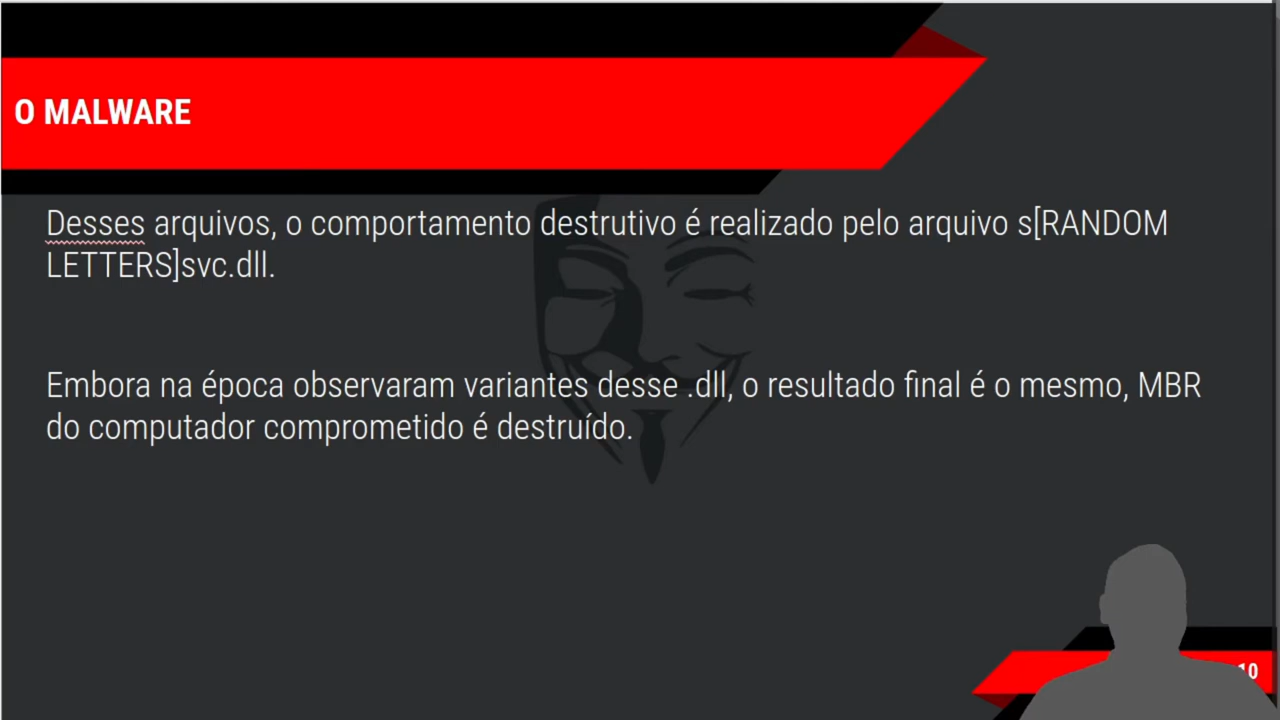 O MALWARE
Desses arquivos, o comportamento destrutivo é realizado pelo arquivo s[RANDOM
LETTERS]svc.dll.
Embora na época observaram variantes desse .dll, o resultado final é o mesmo, MBR
do computador comprometido é destruído.
10